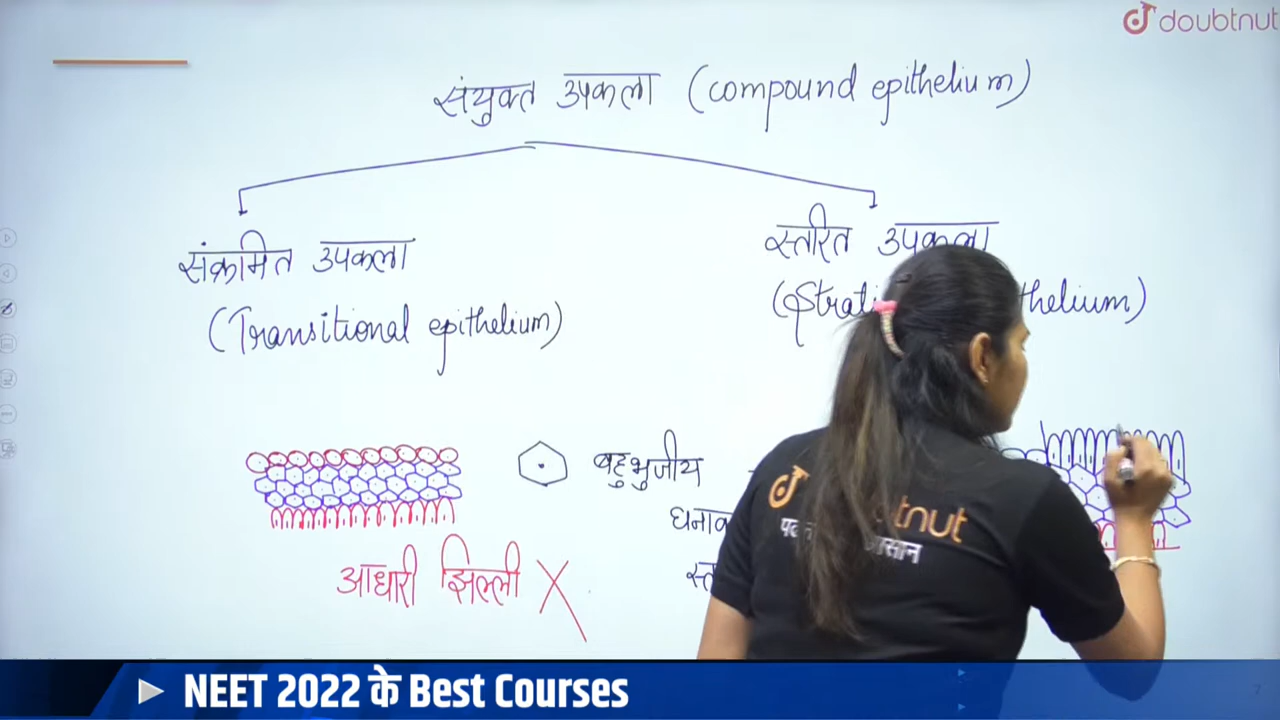 doubtnut
संयुक्त उपकला (compound epithelium)
संक्रमित उपकला
(Transitional epithelium)
स्तरित उपकला
बहुभुजीय
आधारी झिल्ली X
NEET 2022 के Best Courses